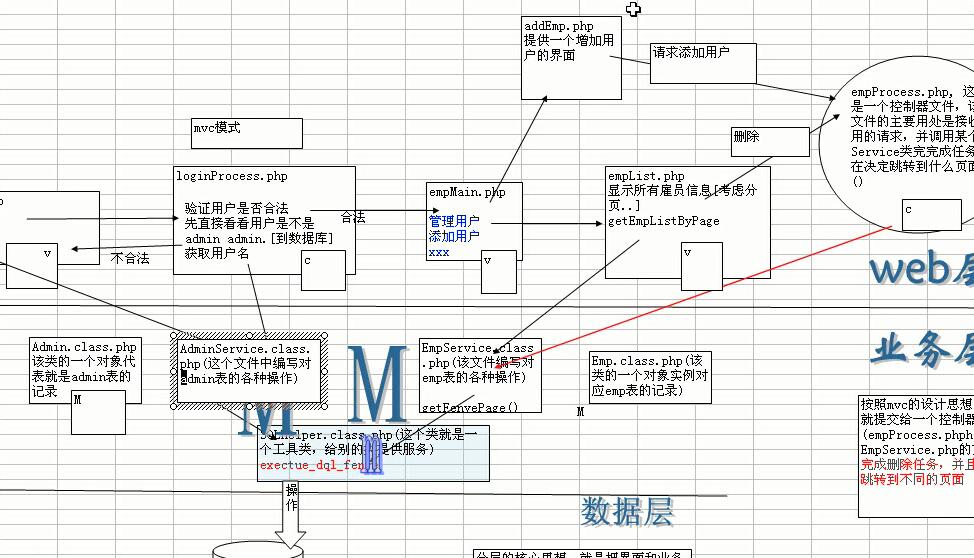 addEmp.php
提供一个增加用
户的界面
请求添加用户
empProcess.php, 这
是一个控制器文件, 该
文件的主要用处是接收
用的请求, 并调用某个
Service类完完成任务
在决定跳转到什么页面
()
C
mvc模式
删除
loginProcess.php
验证用户是否合法
先直接看看用户是不是
admin admin.[到数据库]
获取用户名
C
合法
不合法
V
empMain.php
管理用户
添加用户
xxx
V
empList.php
显示所有雇员信息[考虑分
页..]
getEmpListByPage
V
web层
业务层
Admin.class.php
该类的一个对象代
表就是admin表的
记录
M
AdminService.class.
php(这个文件中编写对
admin表的各种操作)
M
M
EmpService.class
.php(该文件编写对
emp表的各种操作)
getFenyePage()
Emp.class.php(该
类的一个对象实例对
应emp表的记录)
M
SqlHelper.class.php(这个类就是一
个工具类, 给别的 提供服务)
exectue_dql_fen
M
操
作
数据层
按照mvc的设计思想
就提交给一个控制器
(empProcess.phph
EmpService.php的
完成删除任务, 并且
跳转到不同的页面
分层的核心思想, 就是把界面和业务